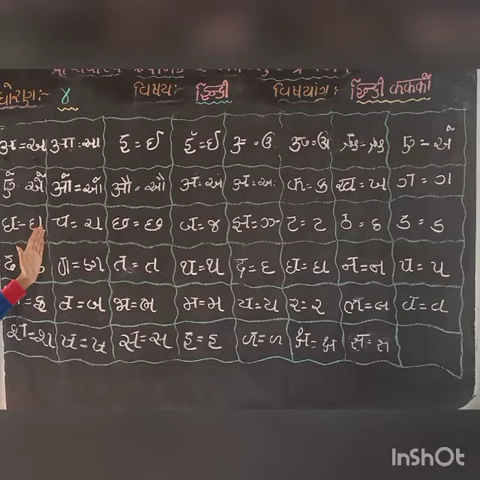 ધોરણ:- ૪ વિષય: हिन्दी વિષયાંગ: हिन्दी કક્કો
अ=અ आ=આ इ=ઈ ई=ઈ उ=ઉ ऊ=ઊ
औ=ઔ अं=અં अः=અઃ क=ક ख=ખ ग=ગ
घ=ઘ च=ચ छ=છ ज=જ झ=ઝ ट=ટ ठ=ઠ ड=ડ
ण=ણ त=ત थ=થ द=દ ध=ધ न=ન प=પ
ફ ब=બ भ=ભ म=મ य=ય र=ર ल=લ व=વ
श=શ ष=ષ स=સ ह=હ ळ=ળ क्ष=ક્ષ
InShOt